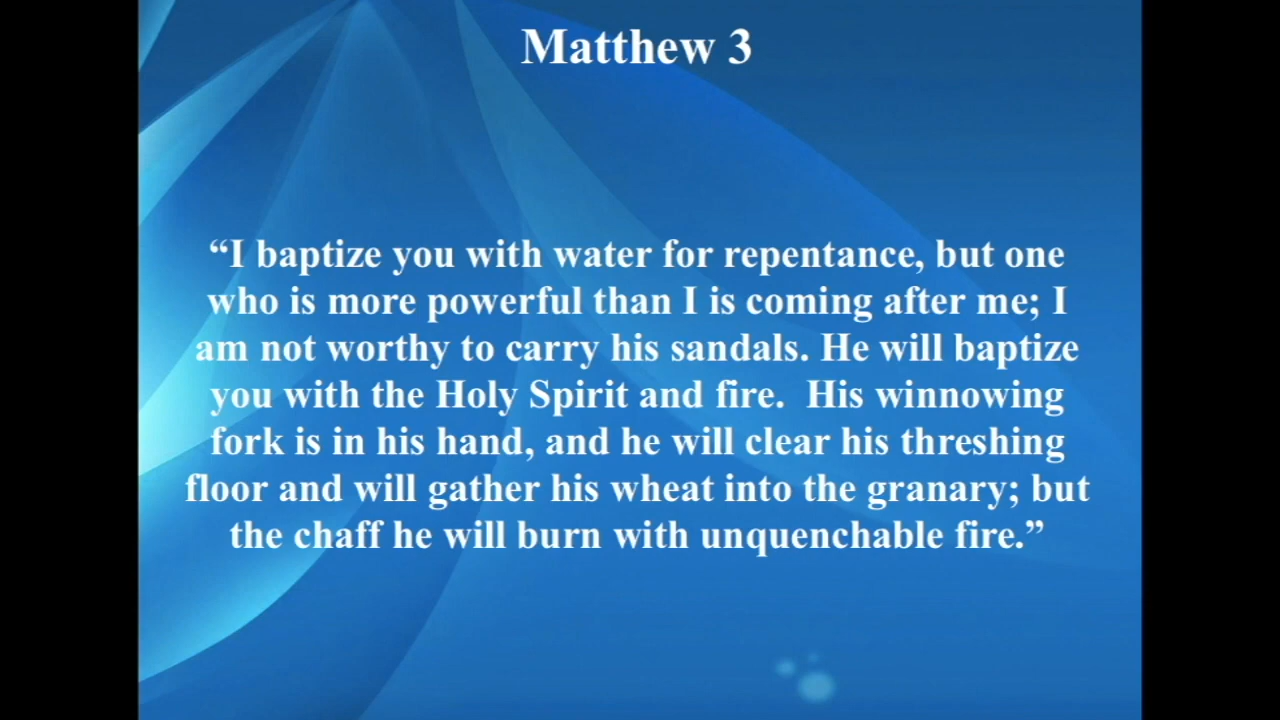 Matthew 3
“I baptize you with water for repentance, but one
who is more powerful than I is coming after me; I
am not worthy to carry his sandals. He will baptize
you with the Holy Spirit and fire.  His winnowing
fork is in his hand, and he will clear his threshing
floor and will gather his wheat into the granary; but
the chaff he will burn with unquenchable fire.”